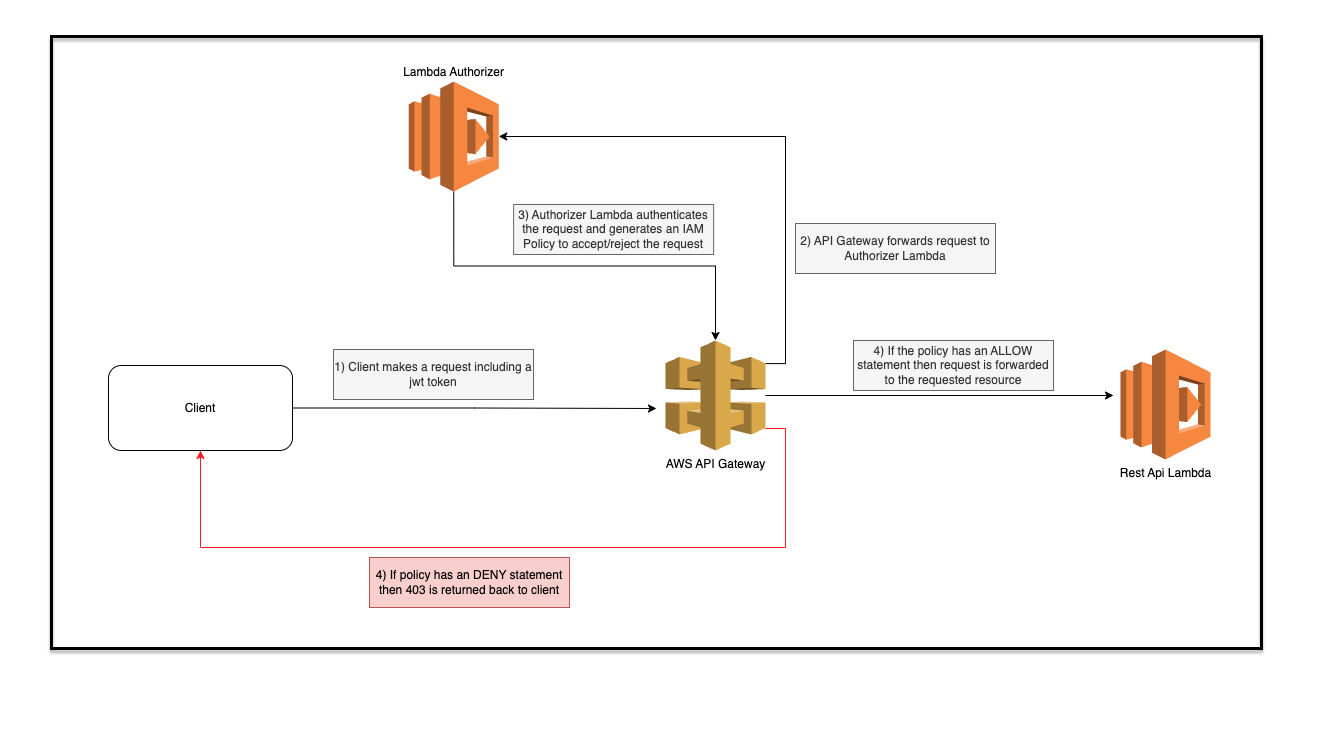 Lambda Authorizer
3) Authorizer Lambda authenticates
the request and generates an IAM
Policy to accept/reject the request
2) API Gateway forwards request to
Authorizer Lambda
1) Client makes a request including a
jwt token
4) If the policy has an ALLOW
statement then request is forwarded
to the requested resource
Client
AWS API Gateway
Rest Api Lambda
4) If policy has an DENY statement
then 403 is returned back to client